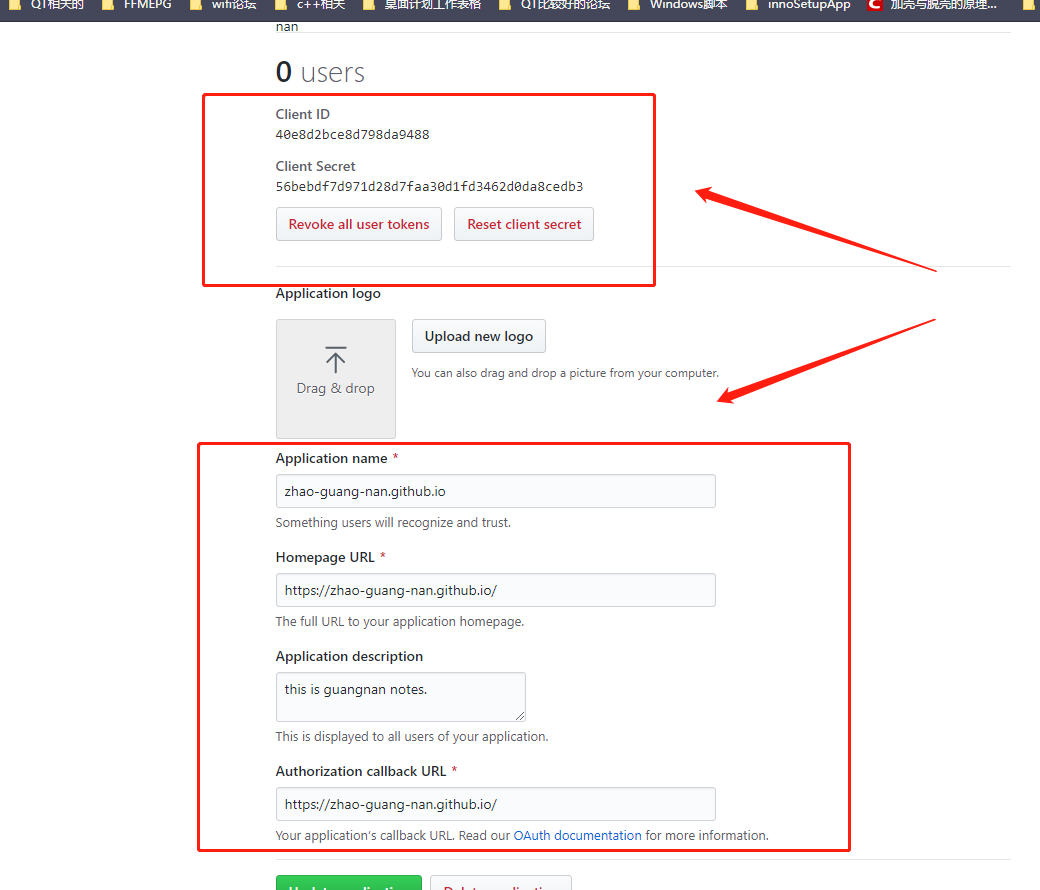 QT相关的 FFMEPG wifi论坛 c++相关 桌面计划工作表格 QT比较好的论坛 Windows脚本 innoSetupApp 加壳与脱壳的原理...
nan
0 users
Client ID
40e8d2bce8d798da9488
Client Secret
56bebdf7d971d28d7faa30d1fd3462d0da8cedb3
Revoke all user tokens Reset client secret
Application logo
Upload new logo
Drag & drop
You can also drag and drop a picture from your computer.
Application name *
zhao-guang-nan.github.io
Something users will recognize and trust.
Homepage URL *
https://zhao-guang-nan.github.io/
The full URL to your application homepage.
Application description
this is guangnan notes.
This is displayed to all users of your application.
Authorization callback URL *
https://zhao-guang-nan.github.io/
Your application's callback URL. Read our OAuth documentation for more information.